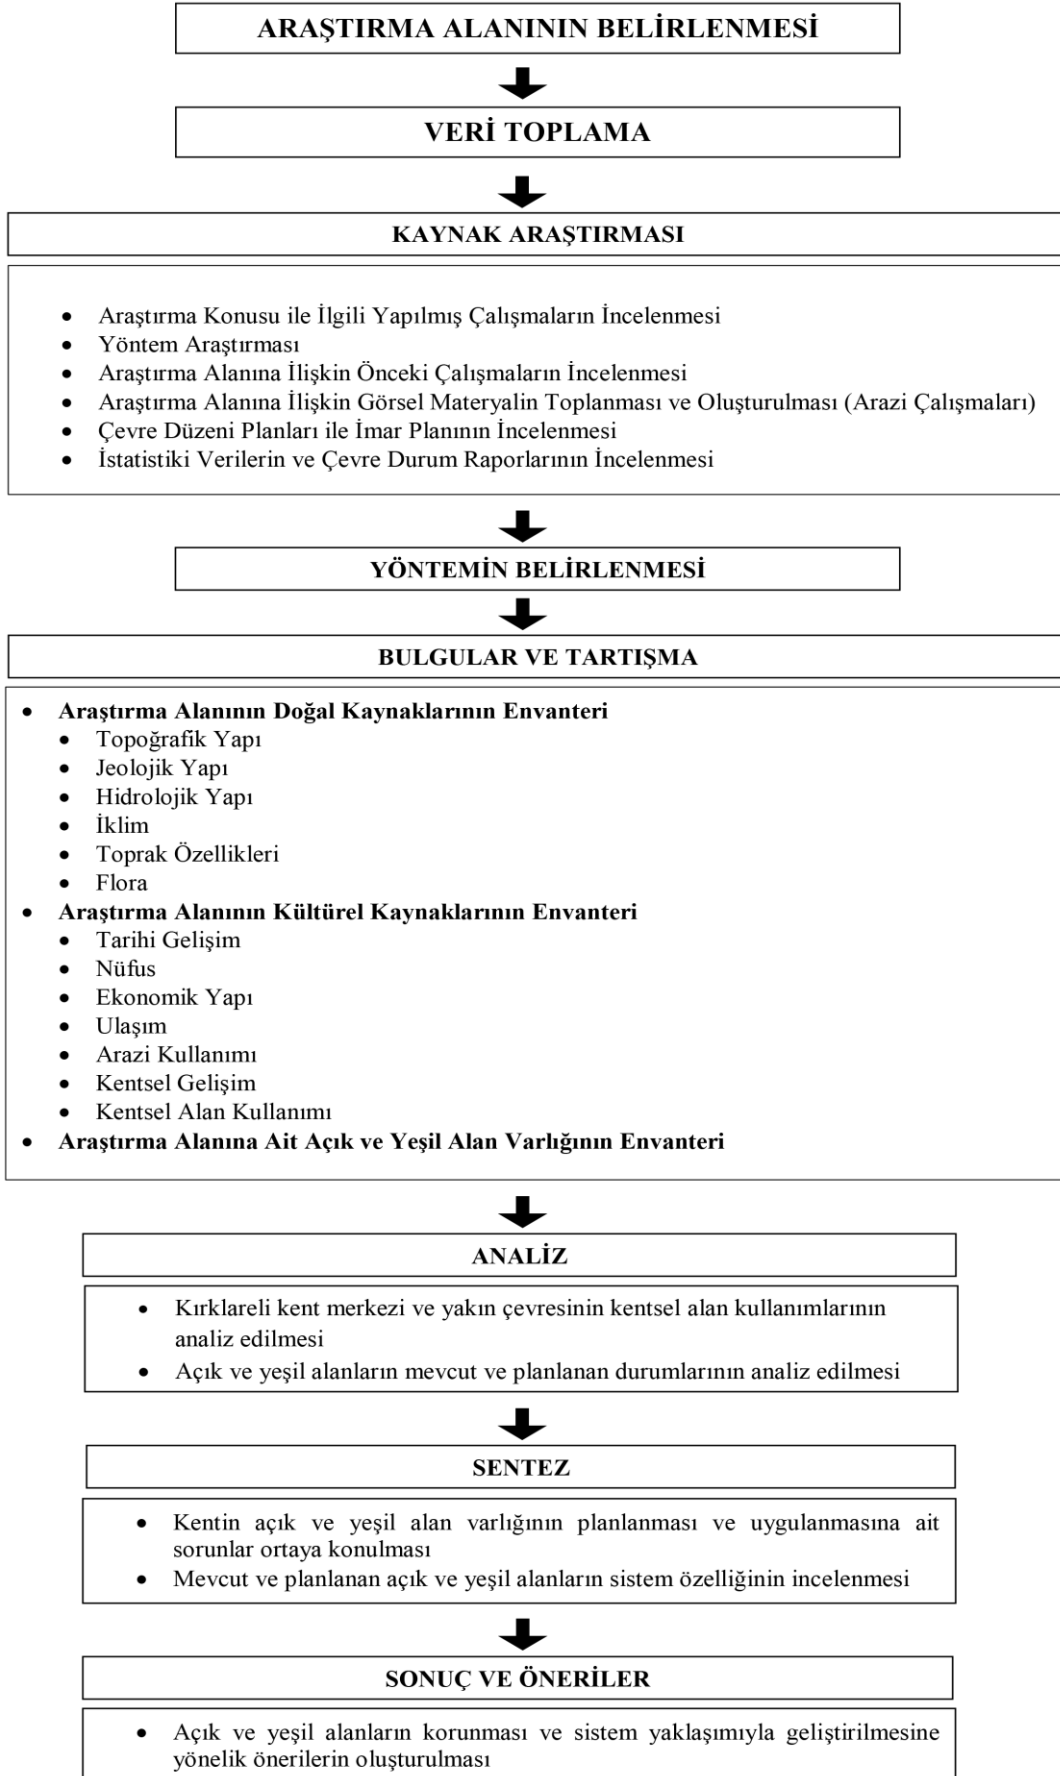 ARAŞTIRMA ALANININ BELİRLENMESİ
VERİ TOPLAMA
KAYNAK ARAŞTIRMASI
• Araştırma Konusu ile İlgili Yapılmış Çalışmaların İncelenmesi
• Yöntem Araştırması
• Araştırma Alanına İlişkin Önceki Çalışmaların İncelenmesi
• Araştırma Alanına İlişkin Görsel Materyalin Toplanması ve Oluşturulması (Arazi Çalışmaları)
• Çevre Düzeni Planları ile İmar Planının İncelenmesi
• İstatistiki Verilerin ve Çevre Durum Raporlarının İncelenmesi
YÖNTEMİN BELİRLENMESİ
BULGULAR VE TARTIŞMA
• Araştırma Alanının Doğal Kaynaklarının Envanteri
• Topoğrafik Yapı
• Jeolojik Yapı
• Hidrolojik Yapı
• İklim
• Toprak Özellikleri
• Flora
• Araştırma Alanının Kültürel Kaynaklarının Envanteri
• Tarihi Gelişim
• Nüfus
• Ekonomik Yapı
• Ulaşım
• Arazi Kullanımı
• Kentsel Gelişim
• Kentsel Alan Kullanımı
• Araştırma Alanına Ait Açık ve Yeşil Alan Varlığının Envanteri
ANALİZ
• Kırklareli kent merkezi ve yakın çevresinin kentsel alan kullanımlarının
analiz edilmesi
• Açık ve yeşil alanların mevcut ve planlanan durumlarının analiz edilmesi
SENTEZ
• Kentin açık ve yeşil alan varlığının planlanması ve uygulanmasına ait
sorunlar ortaya konulması
• Mevcut ve planlanan açık ve yeşil alanların sistem özelliğinin incelenmesi
SONUÇ VE ÖNERİLER
• Açık ve yeşil alanların korunması ve sistem yaklaşımıyla geliştirilmesine
yönelik önerilerin oluşturulması